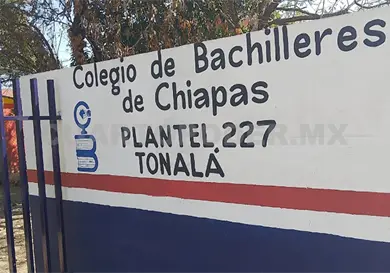 Colegio de Bachilleres
de Chiapas
PLANTEL 227
TONALÁ